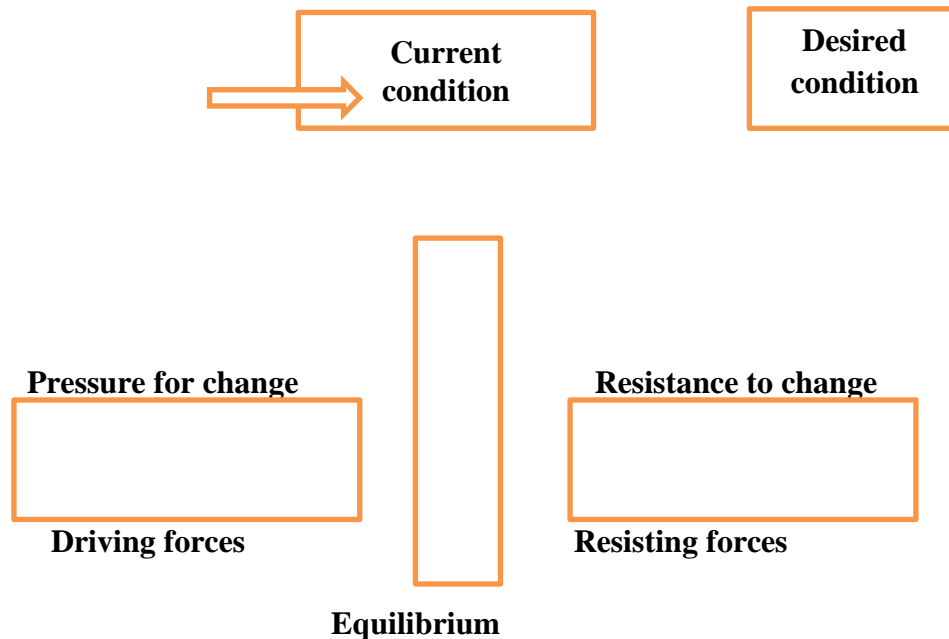 Current
condition
Desired
condition
Pressure for change
Resistance to change
Driving forces
Resisting forces
Equilibrium